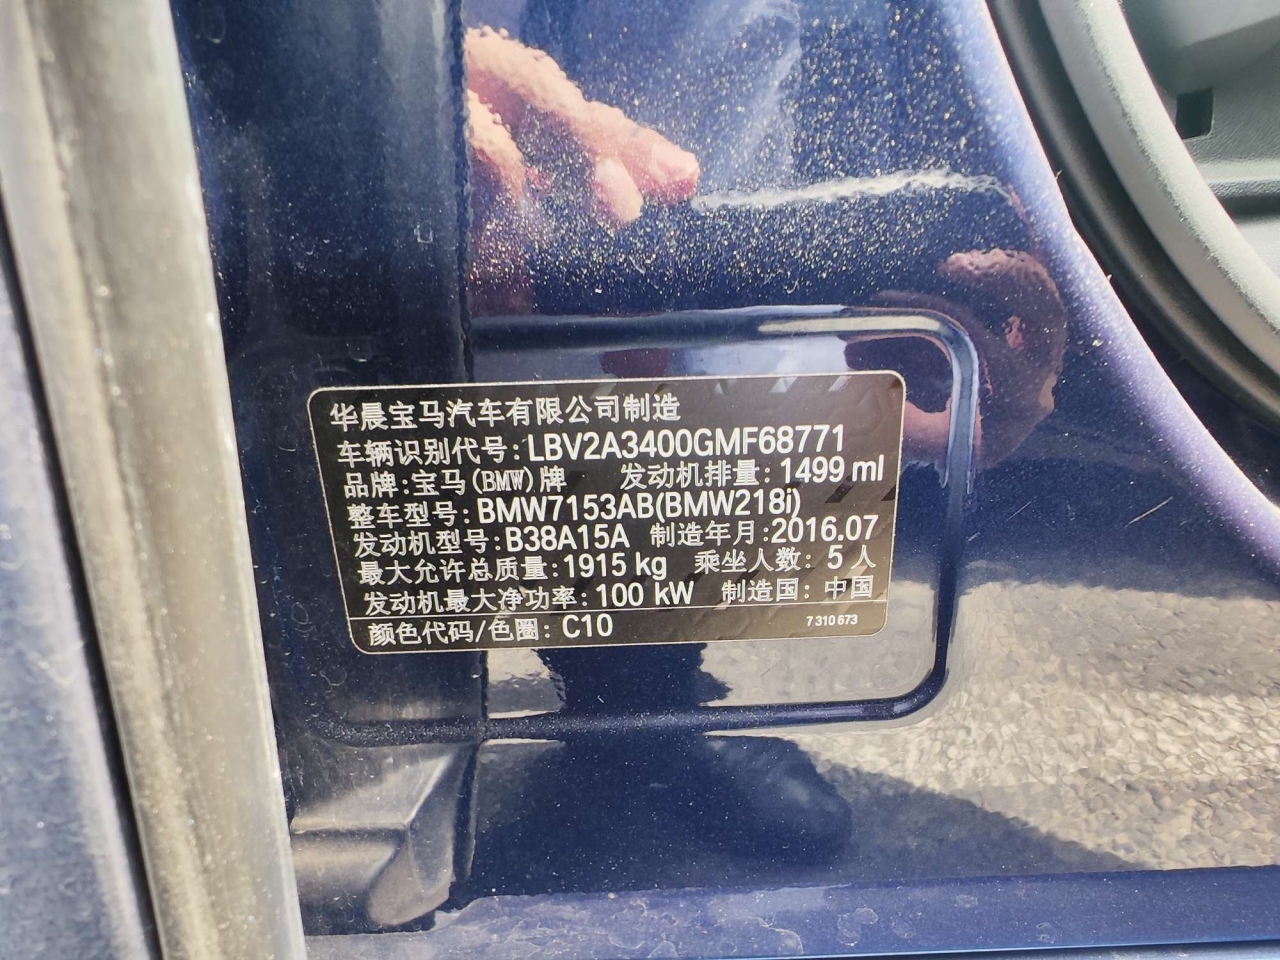 华晨宝马汽车有限公司制造
车辆识别代号:LBV2A3400GMF68771
品牌:宝马(BMW)牌 发动机排量:1499 ml
整车型号:BMW7153AB(BMW218i)
发动机型号:B38A15A 制造年月:2016.07
最大允许总质量:1915 kg 乘坐人数:5人
发动机最大净功率:100 kW 制造国:中国
颜色代码/色圈:C10 7 310 673